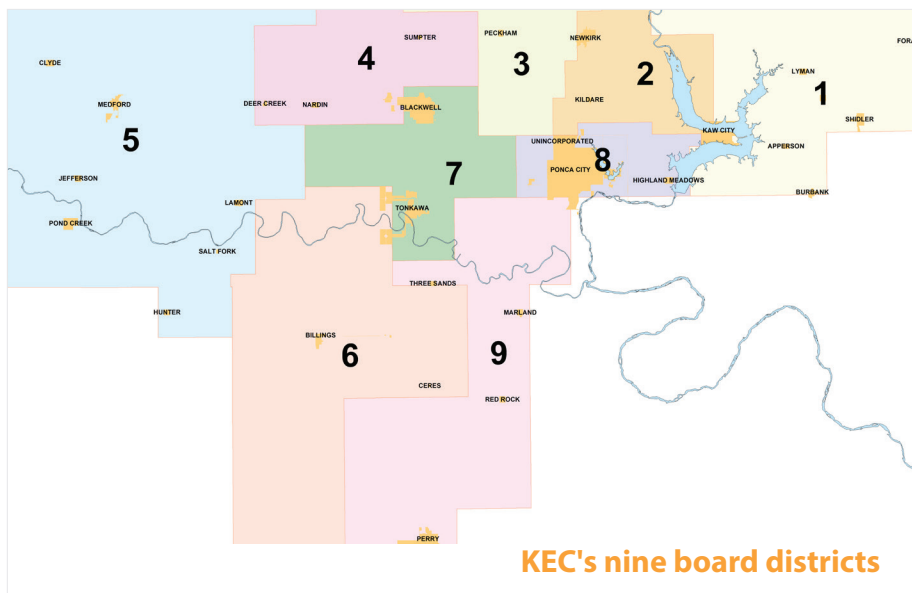 SUMPTER
PECKHAM
NEWKIRK
FORA
CLYDE
4
3
2
LYMAN
1
MEDFORD
DEER CREEK
NARDIN
BLACKWELL
KILDARE
SHIDLER
5
KAW CITY
UNINCORPORATED
APPERSON
8
PONCA CITY
7
JEFFERSON
HIGHLAND MEADOWS
BURBANK
LAMONT
TONKAWA
POND CREEK
SALT FORK
THREE SANDS
HUNTER
MARLAND
BILLINGS
6
9
CERES
RED ROCK
PERRY
KEC's nine board districts